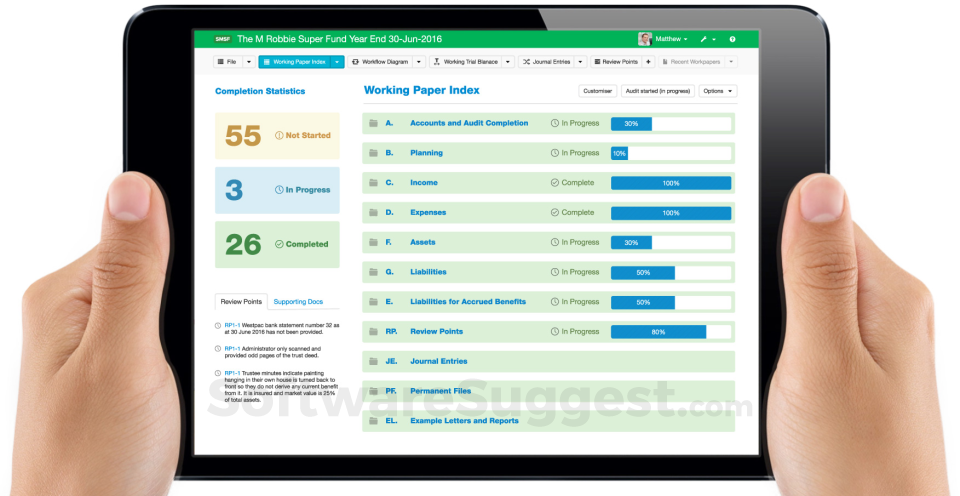 SMSF The M Robbie Super Fund Year End 30-Jun-2016
Matthew
File Working Paper Index Workflow Diagram Working Trial Blanace Journal Entries Review Points + Recent Workpapers
Completion Statistics
Working Paper Index
Customiser Audit started (in progress) Options
55 Not Started
3 In Progress
26 Completed
A. Accounts and Audit Completion In Progress 30%
B. Planning In Progress 10%
C. Income Complete 100%
D. Expenses Complete 100%
F. Assets In Progress 30%
G. Liabilities In Progress 50%
E. Liabilities for Accrued Benefits In Progress 50%
RP. Review Points In Progress 80%
JE. Journal Entries
PF. Permanent Files
EL. Example Letters and Reports
Review Points Supporting Docs
RP1-1 Westpac bank statement number 32 as
at 30 June 2016 has not been provided.
RP1-1 Administrator only scanned and
provided odd pages of the trust deed.
RP1-1 Trustee minutes indicate painting
hanging in their own house is turned back to
front so they do not derive any current benefit
from it. It is insured and market value is 25%
of total assets.
SoftwareSuggest.com